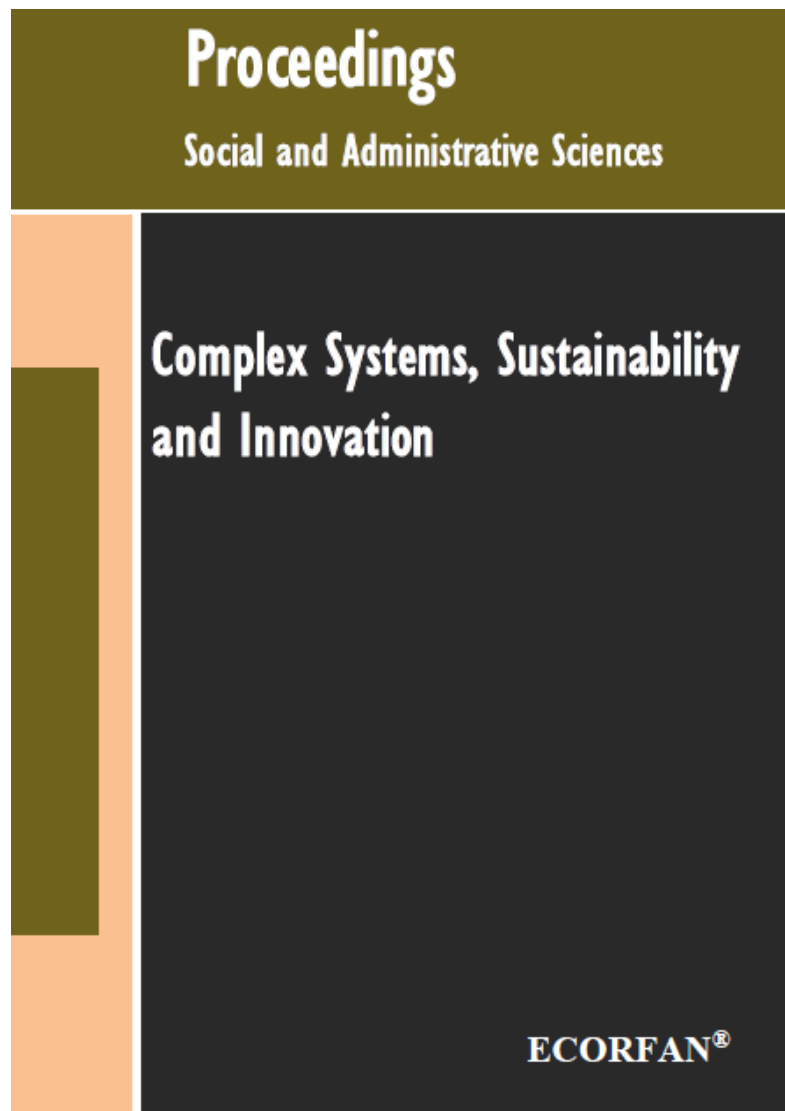 Proceedings
Social and Administrative Sciences
Complex Systems, Sustainability
and Innovation
ECORFAN®